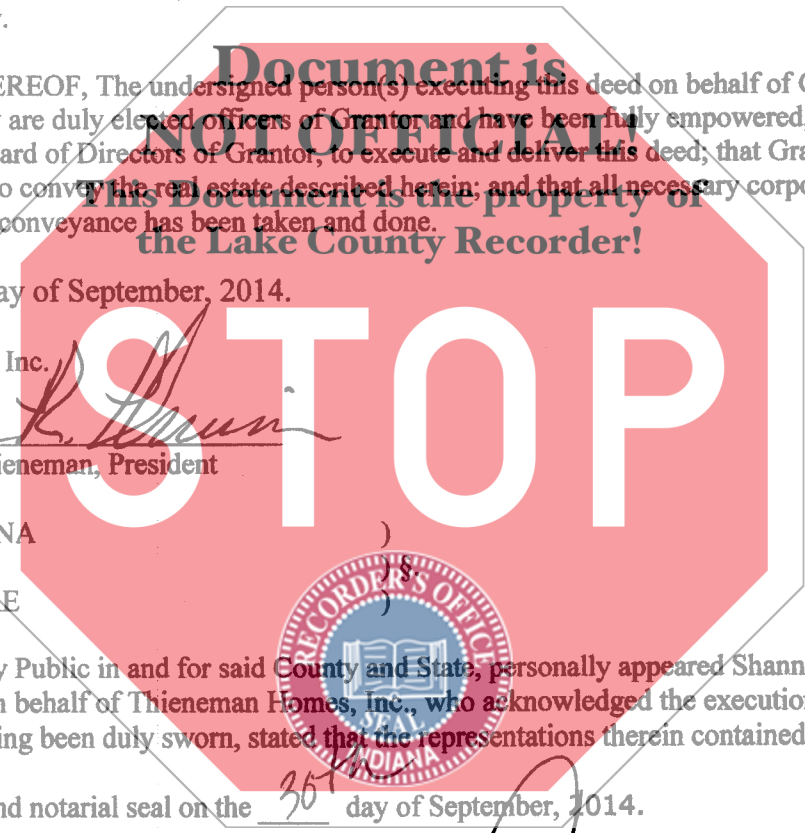 y.
Document is
EREOF, The undersigned person(s) executing this deed on behalf of G
are duly elected officers of Grantor and have been fully empowered,
NOT OFFICIAL!
ard of Directors of Grantor, to execute and deliver this deed; that Gra
This Document is the property of
o convey the real estate described herein; and that all necessary corpo
conveyance has been taken and done.
the Lake County Recorder!
ay of September, 2014.
STOP
Inc.
ieneman, President
NA )
) §.
E )
RECORDER'S OFFICE
SEAL
INDIANA
y Public in and for said County and State, personally appeared Shann
n behalf of Thieneman Homes, Inc., who acknowledged the execution
ing been duly sworn, stated that the representations therein contained
nd notarial seal on the 30th day of September, 2014.